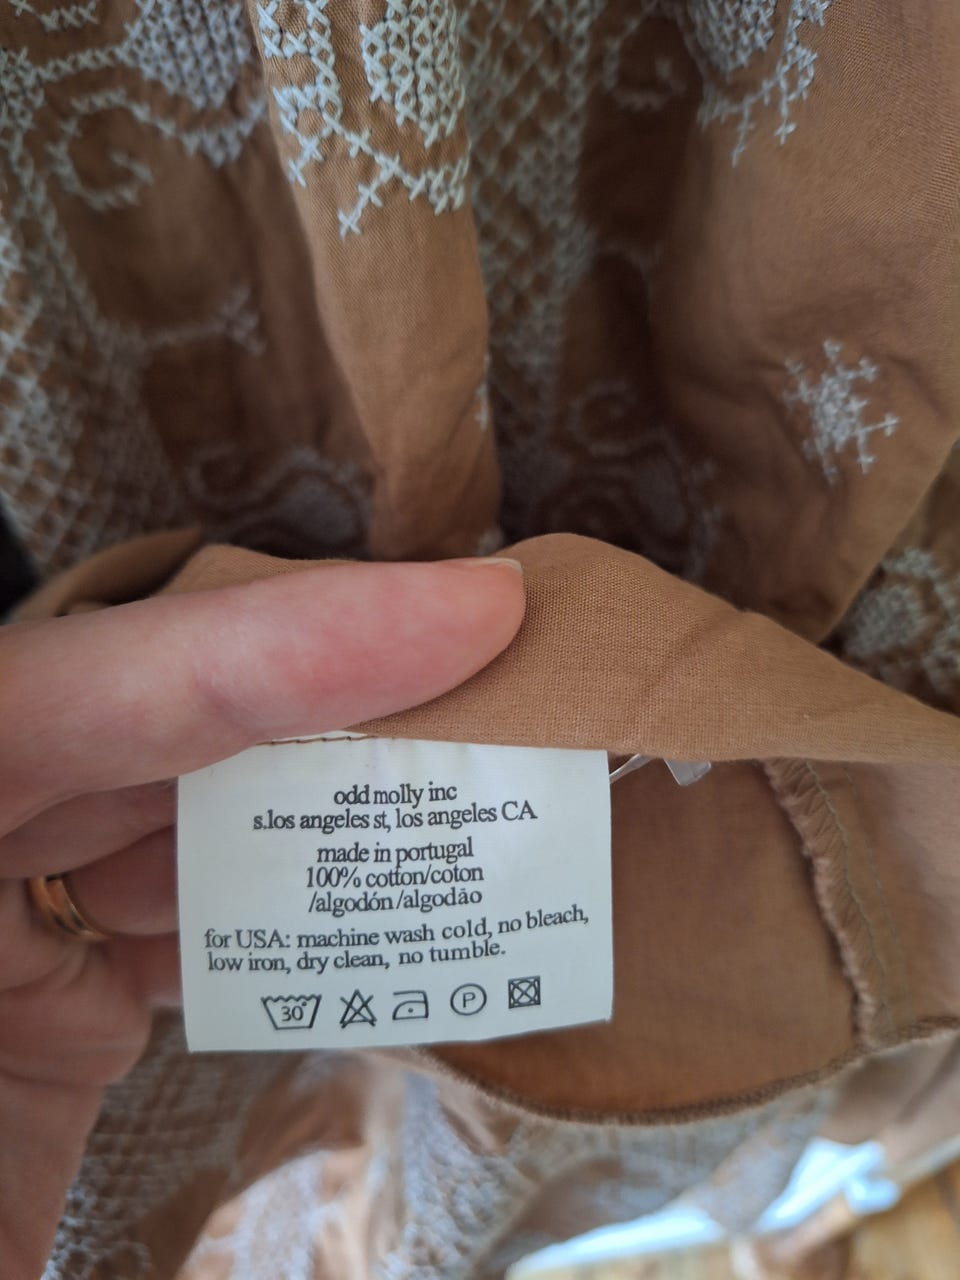 odd molly inc
s.los angeles st, los angeles CA
made in portugal
100% cotton/coton
/algodón/algodão
for USA: machine wash cold, no bleach,
low iron, dry clean, no tumble.
30°
P